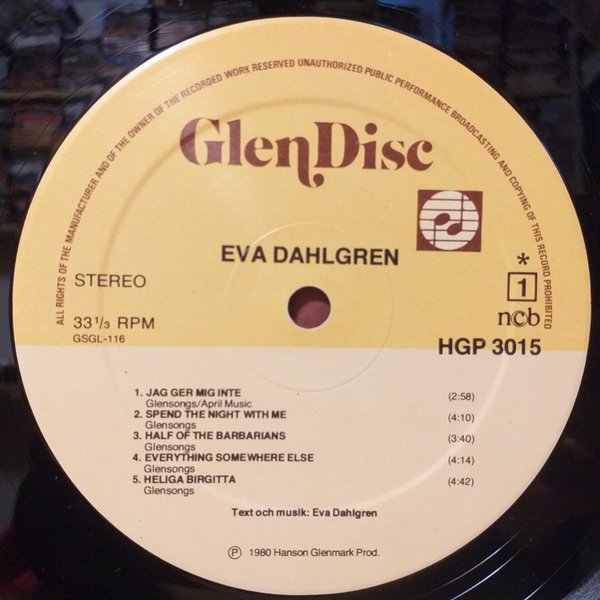 ALL RIGHTS OF THE MANUFACTURER AND OF THE OWNER OF THE RECORDED WORK RESERVED UNAUTHORIZED PUBLIC PERFORMANCE BROADCASTING AND COPYING OF THIS RECORD PROHIBITED
GlenDisc
EVA DAHLGREN
STEREO
*
1
33 1/3 RPM
ncb
GSGL-116
HGP 3015
1. JAG GER MIG INTE (2:58)
Glensongs/April Music
2. SPEND THE NIGHT WITH ME (4:10)
Glensongs
3. HALF OF THE BARBARIANS (3:40)
Glensongs
4. EVERYTHING SOMEWHERE ELSE (4:14)
Glensongs
5. HELIGA BIRGITTA (4:42)
Glensongs
Text och musik: Eva Dahlgren
Ⓟ 1980 Hanson Glenmark Prod.